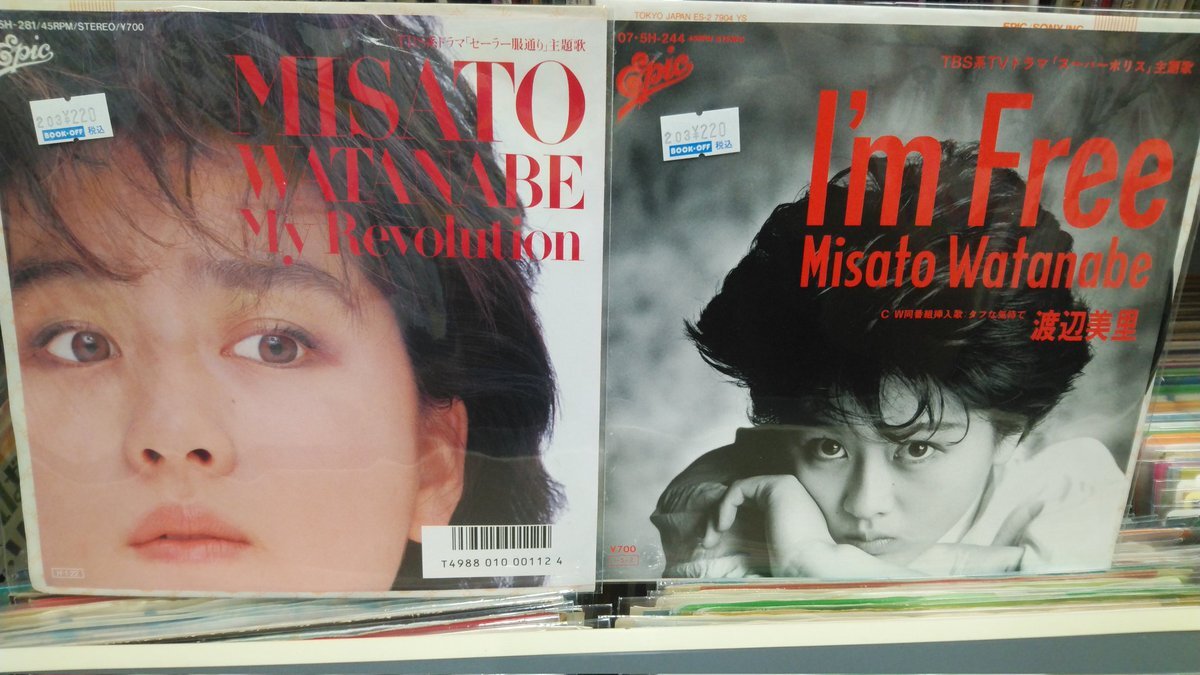 5H-281/45RPM/STEREO/¥700
Epic
TBS系ドラマ「セーラー服通り」主題歌
MISATO
WATANABE
My Revolution
203¥220
BOOK-OFF 税込
T4988 010 00112 4
TOKYO JAPAN ES-2 7904 YS
EPIC/SONY INC.
07・5H-244
Epic
TBS系TVドラマ「スーパーポリス」主題歌
203¥220
BOOK-OFF 税込
I'm Free
Misato Watanabe
C/W同番組挿入歌:タフな気持で
渡辺美里
¥700